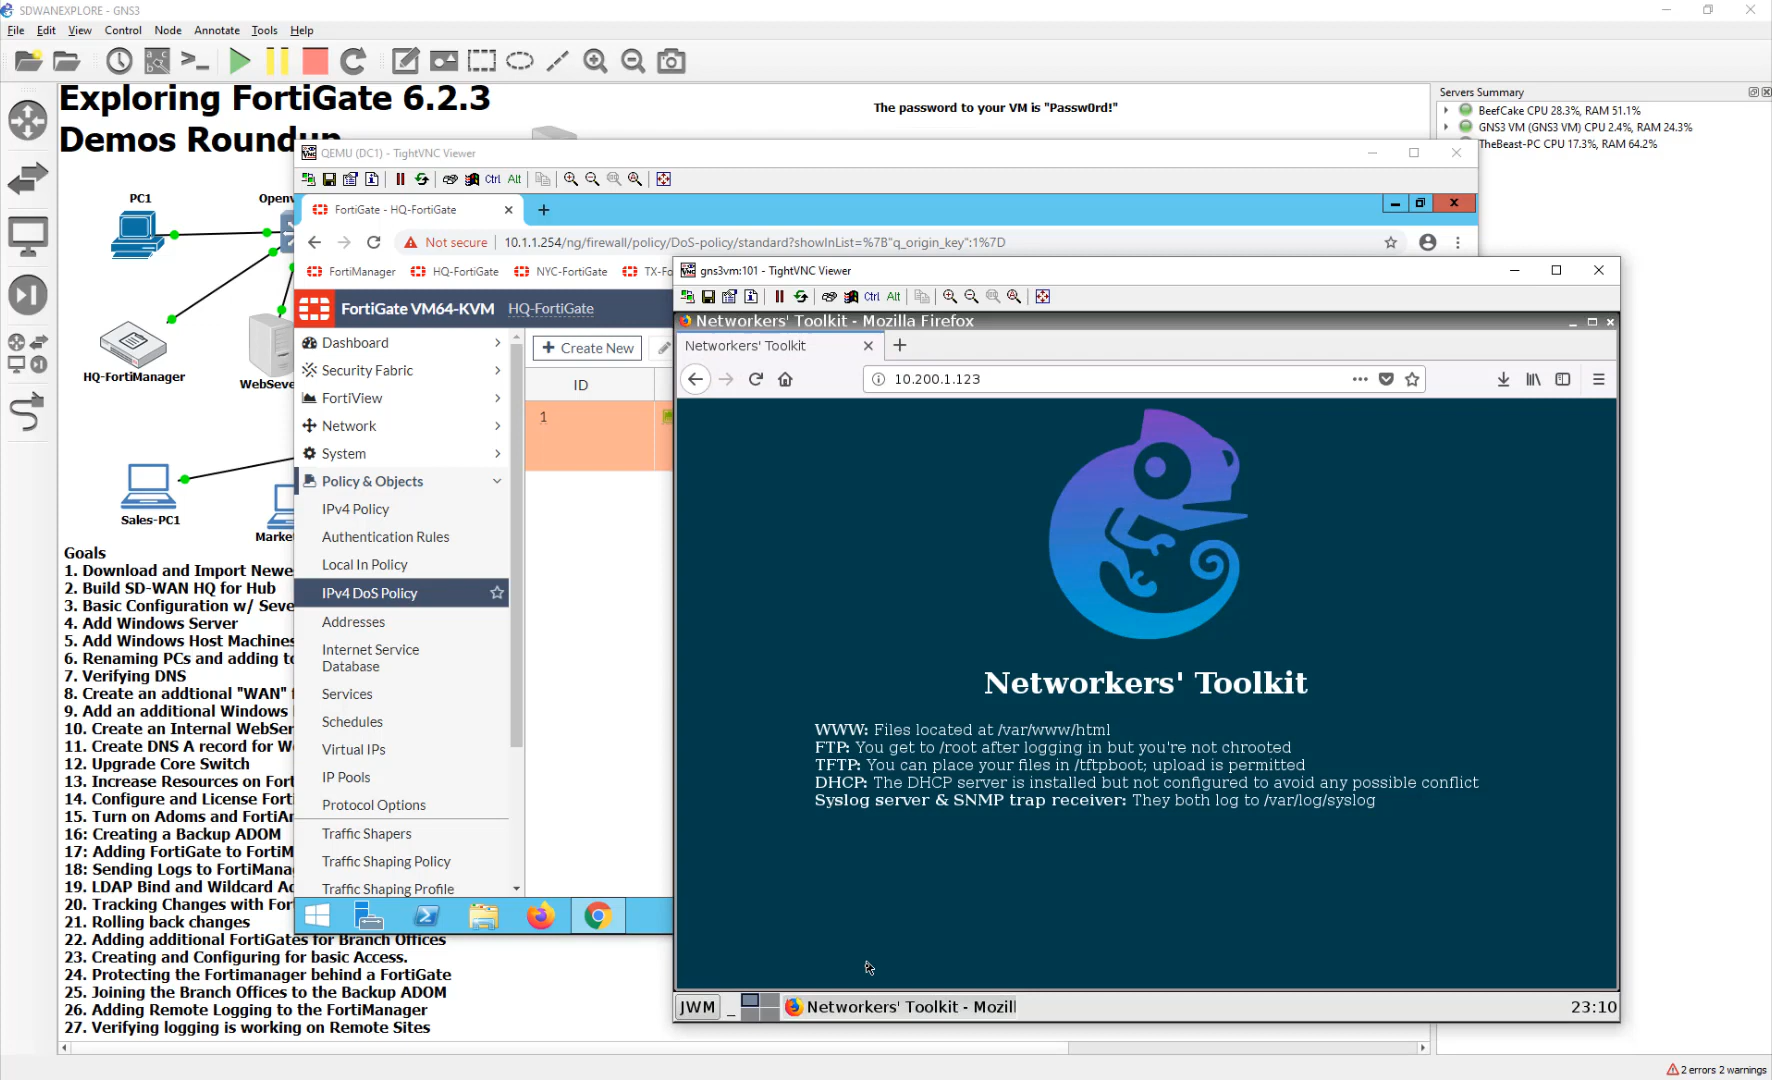 SDWANEXPLORE - GNS3
File Edit View Control Node Annotate Tools Help
Exploring FortiGate 6.2.3
Demos Roundup
The password to your VM is "Passw0rd!"
Servers Summary
BeefCake CPU 28.3%, RAM 51.1%
GNS3 VM (GNS3 VM) CPU 2.4%, RAM 24.3%
TheBeast-PC CPU 17.3%, RAM 64.2%
PC1
Openv
HQ-FortiManager
WebServe
Sales-PC1
Marke
Goals
1. Download and Import Newe
2. Build SD-WAN HQ for Hub
3. Basic Configuration w/ Seve
4. Add Windows Server
5. Add Windows Host Machines
6. Renaming PCs and adding to
7. Verifying DNS
8. Create an addtional "WAN"
9. Add an additional Windows
10. Create an Internal WebSer
11. Create DNS A record for W
12. Upgrade Core Switch
13. Increase Resources on Fort
14. Configure and License Forti
15. Turn on Adoms and FortiAn
16: Creating a Backup ADOM
17: Adding FortiGate to FortiM
18: Sending Logs to FortiMana
19. LDAP Bind and Wildcard Ac
20. Tracking Changes with For
21. Rolling back changes
22. Adding additional FortiGates for Branch Offices
23. Creating and Configuring for basic Access.
24. Protecting the Fortimanager behind a FortiGate
25. Joining the Branch Offices to the Backup ADOM
26. Adding Remote Logging to the FortiManager
27. Verifying logging is working on Remote Sites
QEMU (DC1) - TightVNC Viewer
Ctrl Alt
FortiGate - HQ-FortiGate
Not secure 10.1.1.254/ng/firewall/policy/DoS-policy/standard?showInList=%7B"q_origin_key":1%7D
FortiManager HQ-FortiGate NYC-FortiGate TX-Fo
FortiGate VM64-KVM HQ-FortiGate
Dashboard
Security Fabric
FortiView
Network
System
Policy & Objects
IPv4 Policy
Authentication Rules
Local In Policy
IPv4 DoS Policy
Addresses
Internet Service
Database
Services
Schedules
Virtual IPs
IP Pools
Protocol Options
Traffic Shapers
Traffic Shaping Policy
Traffic Shaping Profile
+ Create New
ID
1
gns3vm:101 - TightVNC Viewer
Ctrl Alt
Networkers' Toolkit - Mozilla Firefox
Networkers' Toolkit
10.200.1.123
Networkers' Toolkit
WWW: Files located at /var/www/html
FTP: You get to /root after logging in but you're not chrooted
TFTP: You can place your files in /tftpboot; upload is permitted
DHCP: The DHCP server is installed but not configured to avoid any possible conflict
Syslog server & SNMP trap receiver: They both log to /var/log/syslog
JWM
Networkers' Toolkit - Mozill
23:10
2 errors 2 warnings